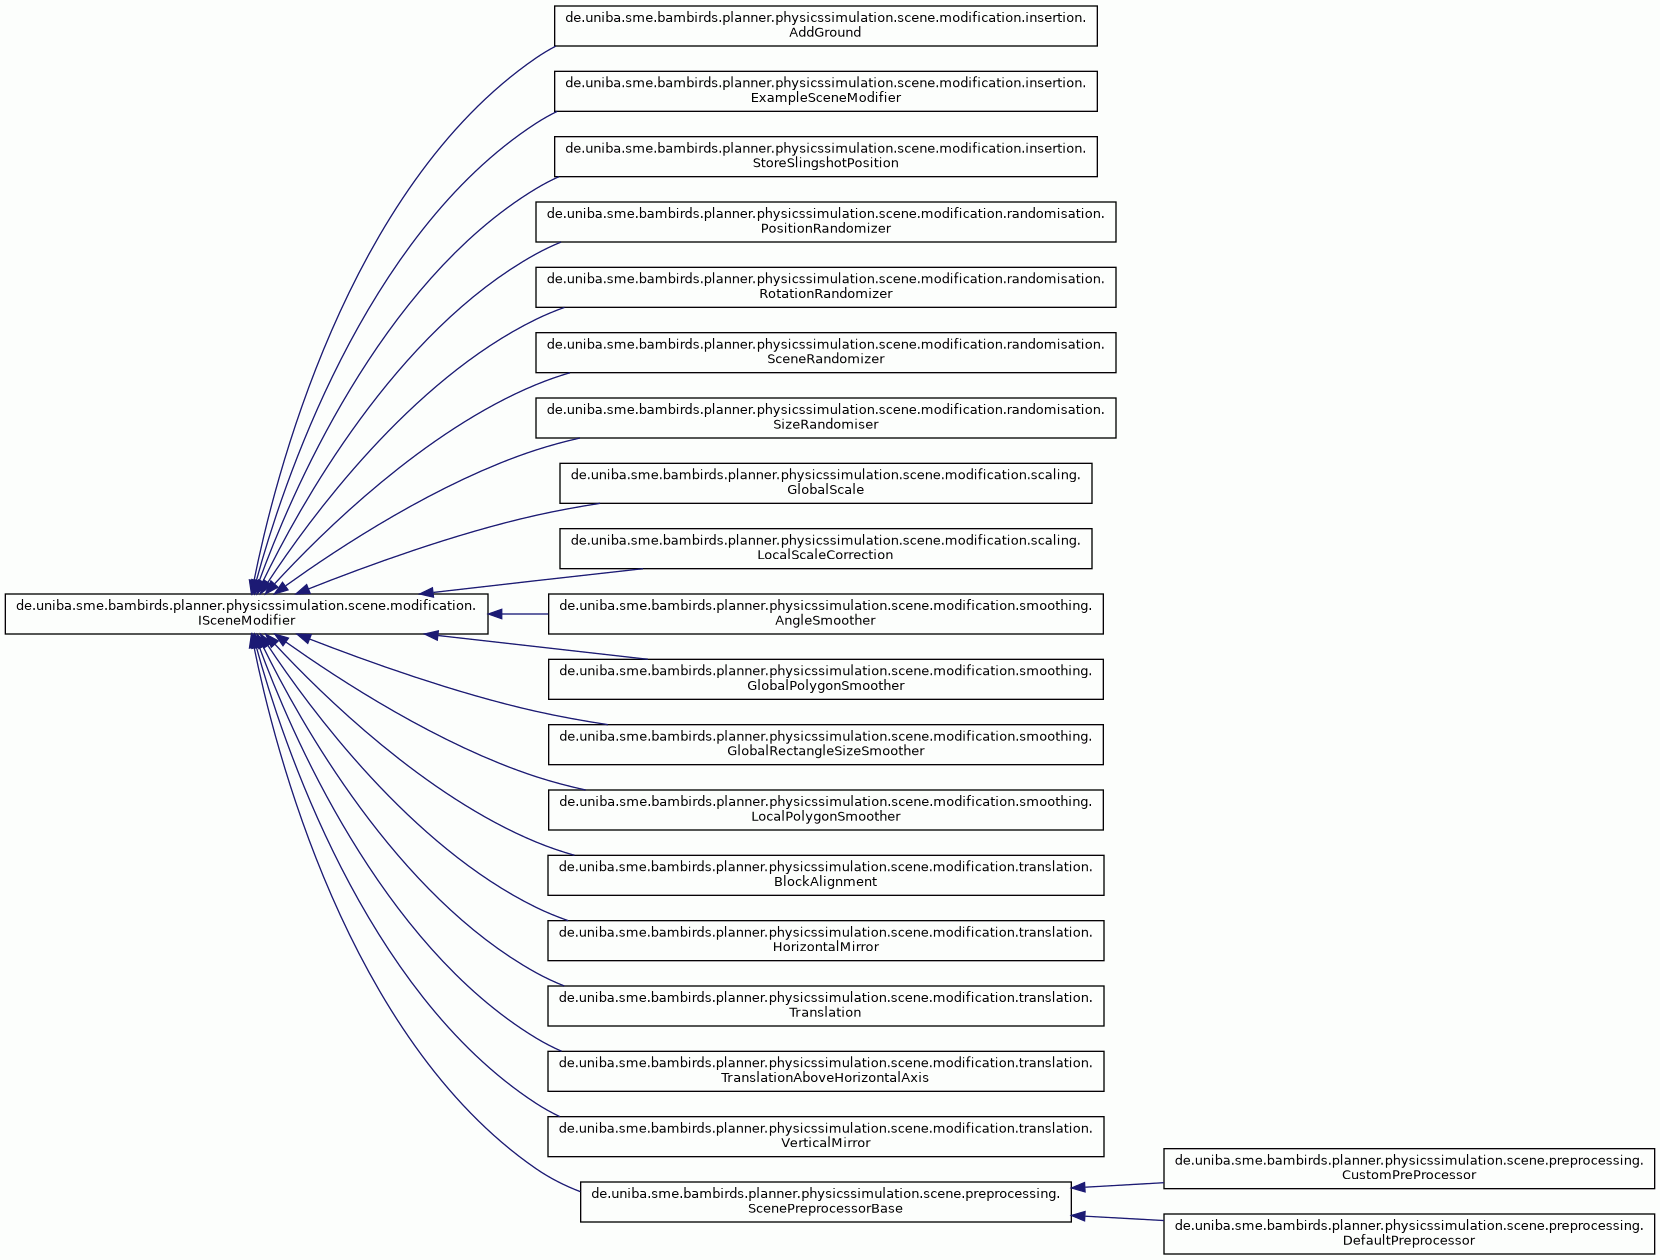 de.uniba.sme.bambirds.planner.physicssimulation.scene.modification.insertion.
AddGround
de.uniba.sme.bambirds.planner.physicssimulation.scene.modification.insertion.
ExampleSceneModifier
de.uniba.sme.bambirds.planner.physicssimulation.scene.modification.insertion.
StoreSlingshotPosition
de.uniba.sme.bambirds.planner.physicssimulation.scene.modification.randomisation.
PositionRandomizer
de.uniba.sme.bambirds.planner.physicssimulation.scene.modification.randomisation.
RotationRandomizer
de.uniba.sme.bambirds.planner.physicssimulation.scene.modification.randomisation.
SceneRandomizer
de.uniba.sme.bambirds.planner.physicssimulation.scene.modification.randomisation.
SizeRandomiser
de.uniba.sme.bambirds.planner.physicssimulation.scene.modification.scaling.
GlobalScale
de.uniba.sme.bambirds.planner.physicssimulation.scene.modification.scaling.
LocalScaleCorrection
de.uniba.sme.bambirds.planner.physicssimulation.scene.modification.
ISceneModifier
de.uniba.sme.bambirds.planner.physicssimulation.scene.modification.smoothing.
AngleSmoother
de.uniba.sme.bambirds.planner.physicssimulation.scene.modification.smoothing.
GlobalPolygonSmoother
de.uniba.sme.bambirds.planner.physicssimulation.scene.modification.smoothing.
GlobalRectangleSizeSmoother
de.uniba.sme.bambirds.planner.physicssimulation.scene.modification.smoothing.
LocalPolygonSmoother
de.uniba.sme.bambirds.planner.physicssimulation.scene.modification.translation.
BlockAlignment
de.uniba.sme.bambirds.planner.physicssimulation.scene.modification.translation.
HorizontalMirror
de.uniba.sme.bambirds.planner.physicssimulation.scene.modification.translation.
Translation
de.uniba.sme.bambirds.planner.physicssimulation.scene.modification.translation.
TranslationAboveHorizontalAxis
de.uniba.sme.bambirds.planner.physicssimulation.scene.modification.translation.
VerticalMirror
de.uniba.sme.bambirds.planner.physicssimulation.scene.preprocessing.
ScenePreprocessorBase
de.uniba.sme.bambirds.planner.physicssimulation.scene.preprocessing.
CustomPreProcessor
de.uniba.sme.bambirds.planner.physicssimulation.scene.preprocessing.
DefaultPreprocessor